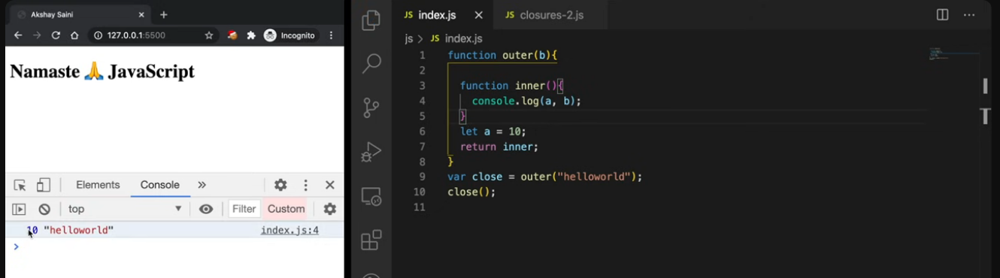 Akshay Saini
127.0.0.1:5500
Incognito
Namaste 🙏 JavaScript
Elements Console »
top Filter Custom
10 "helloworld" index.js:4
>
JS index.js × JS closures-2.js
js > JS index.js
1 function outer(b){
2
3 function inner(){
4 console.log(a, b);
5 }
6 let a = 10;
7 return inner;
8 }
9 var close = outer("helloworld");
10 close();
11
I
T